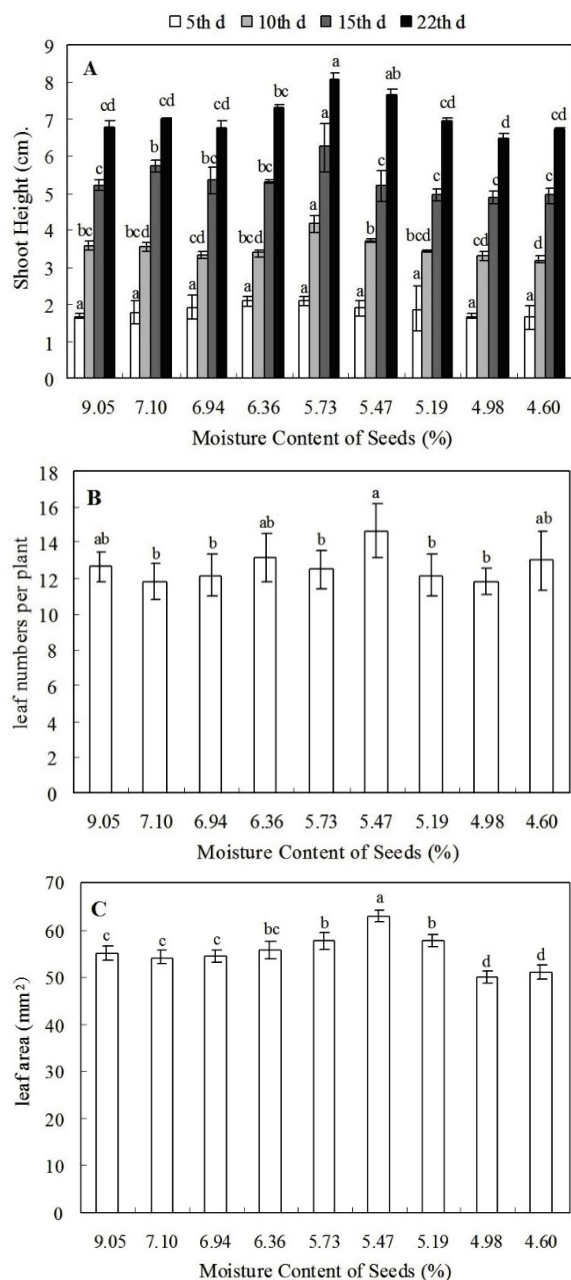 5th d 10th d 15th d 22th d
A
Shoot Height (cm).
9
8
7
6
5
4
3
2
1
0
a bc c cd
a bcd b cd
a cd bc cd
a bcd bc bc
a a a a
a b c ab
a bcd c cd
a cd c d
a d c cd
9.05 7.10 6.94 6.36 5.73 5.47 5.19 4.98 4.60
Moisture Content of Seeds (%)
B
leaf numbers per plant
18
16
14
12
10
8
6
4
2
0
ab b b ab b a b b ab
9.05 7.10 6.94 6.36 5.73 5.47 5.19 4.98 4.60
Moisture Content of Seeds (%)
C
leaf area (mm²)
70
60
50
40
30
20
10
0
c c c bc b a b d d
9.05 7.10 6.94 6.36 5.73 5.47 5.19 4.98 4.60
Moisture Content of Seeds (%)